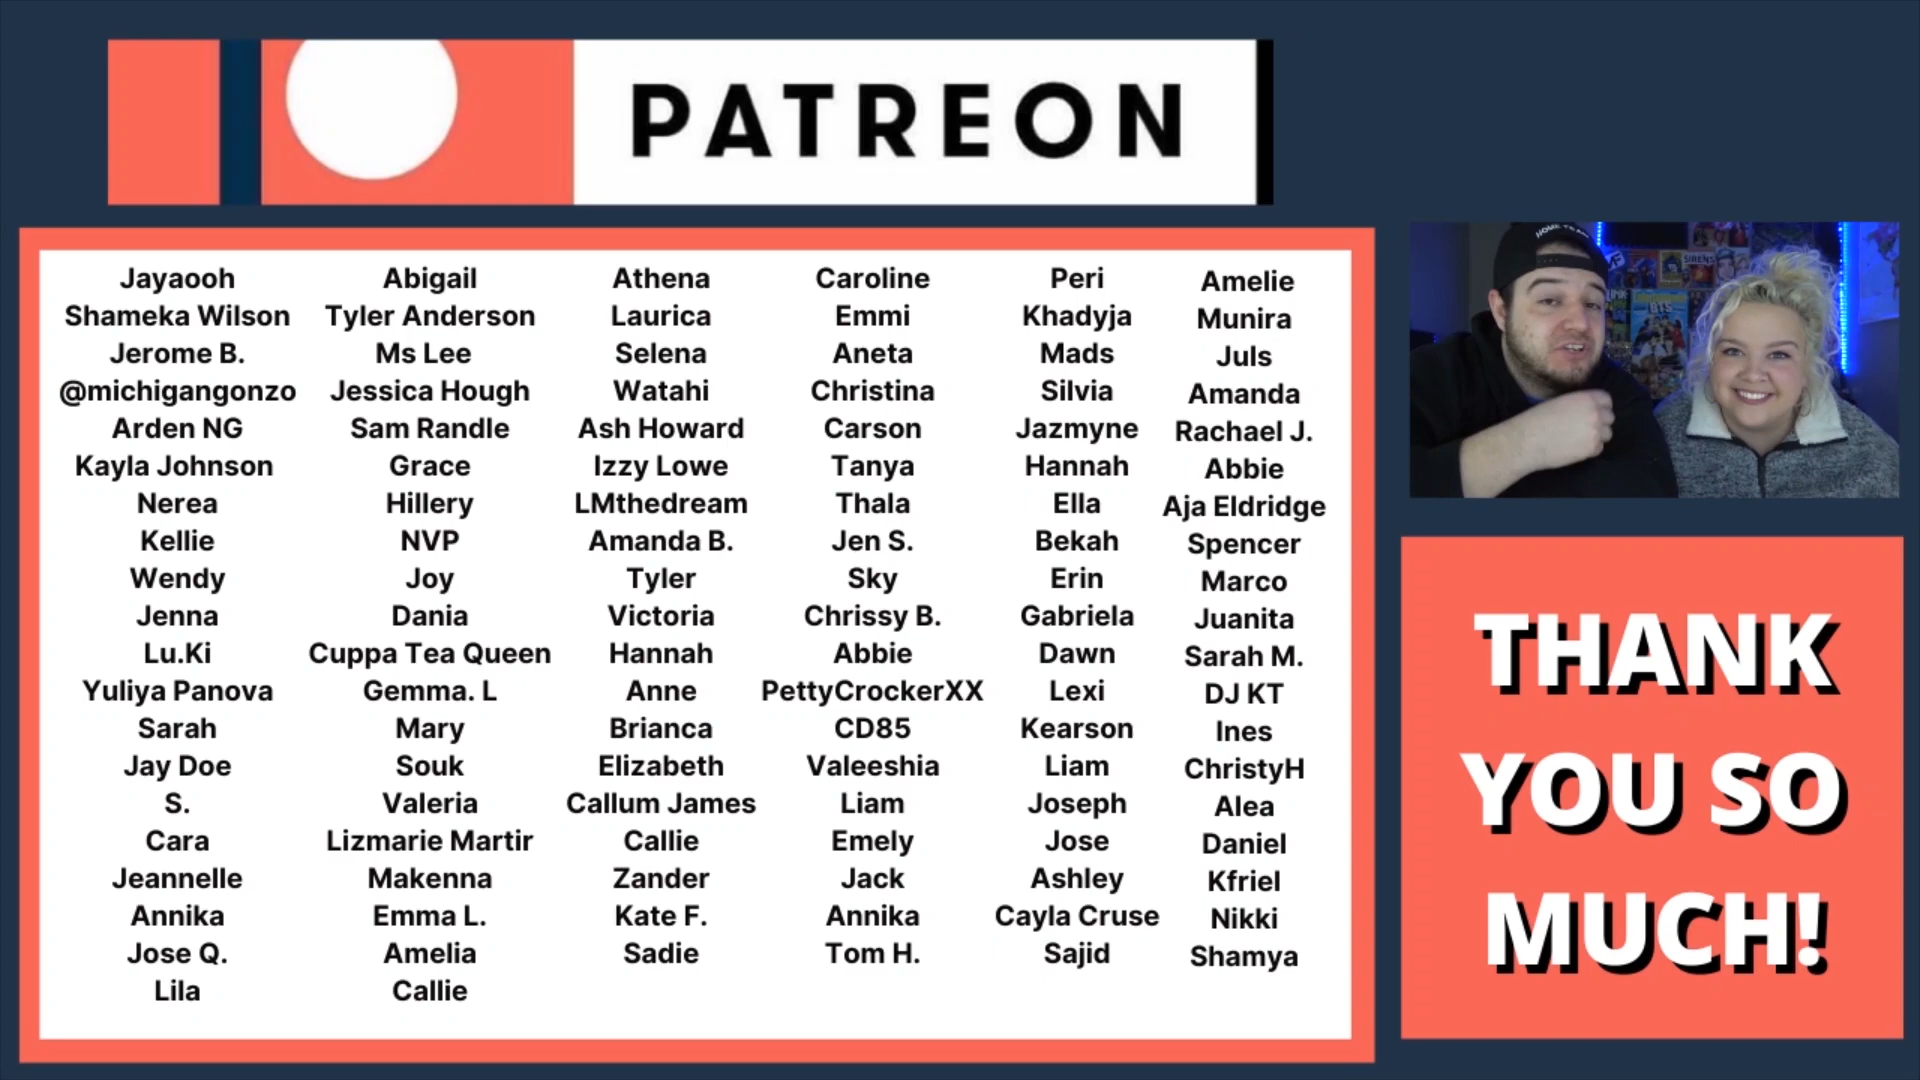 PATREON
Jayaooh
Shameka Wilson
Jerome B.
@michigangonzo
Arden NG
Kayla Johnson
Nerea
Kellie
Wendy
Jenna
Lu.Ki
Yuliya Panova
Sarah
Jay Doe
S.
Cara
Jeannelle
Annika
Jose Q.
Lila
Abigail
Tyler Anderson
Ms Lee
Jessica Hough
Sam Randle
Grace
Hillery
NVP
Joy
Dania
Cuppa Tea Queen
Gemma. L
Mary
Souk
Valeria
Lizmarie Martir
Makenna
Emma L.
Amelia
Callie
Athena
Laurica
Selena
Watahi
Ash Howard
Izzy Lowe
LMthedream
Amanda B.
Tyler
Victoria
Hannah
Anne
Brianca
Elizabeth
Callum James
Callie
Zander
Kate F.
Sadie
Caroline
Emmi
Aneta
Christina
Carson
Tanya
Thala
Jen S.
Sky
Chrissy B.
Abbie
PettyCrockerXX
CD85
Valeeshia
Liam
Emely
Jack
Annika
Tom H.
Peri
Khadyja
Mads
Silvia
Jazmyne
Hannah
Ella
Bekah
Erin
Gabriela
Dawn
Lexi
Kearson
Liam
Joseph
Jose
Ashley
Cayla Cruse
Sajid
Amelie
Munira
Juls
Amanda
Rachael J.
Abbie
Aja Eldridge
Spencer
Marco
Juanita
Sarah M.
DJ KT
Ines
ChristyH
Alea
Daniel
Kfriel
Nikki
Shamya
SIRENS
BTS
THANK
YOU SO
MUCH!